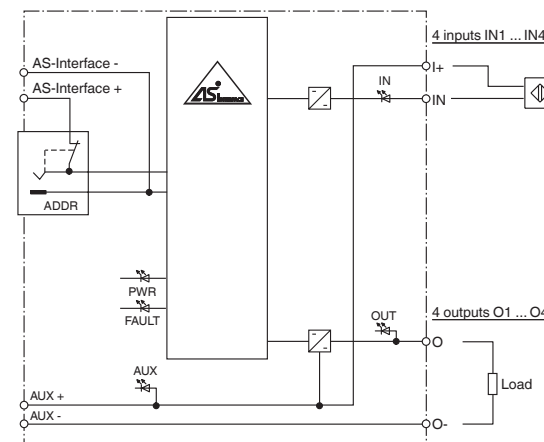 4 inputs IN1 ... IN4
AS-Interface -
AS-Interface +
I+
IN
IN
ADDR
PWR
FAULT
OUT
4 outputs O1 ... O4
O
AUX
Load
AUX +
AUX -
O-